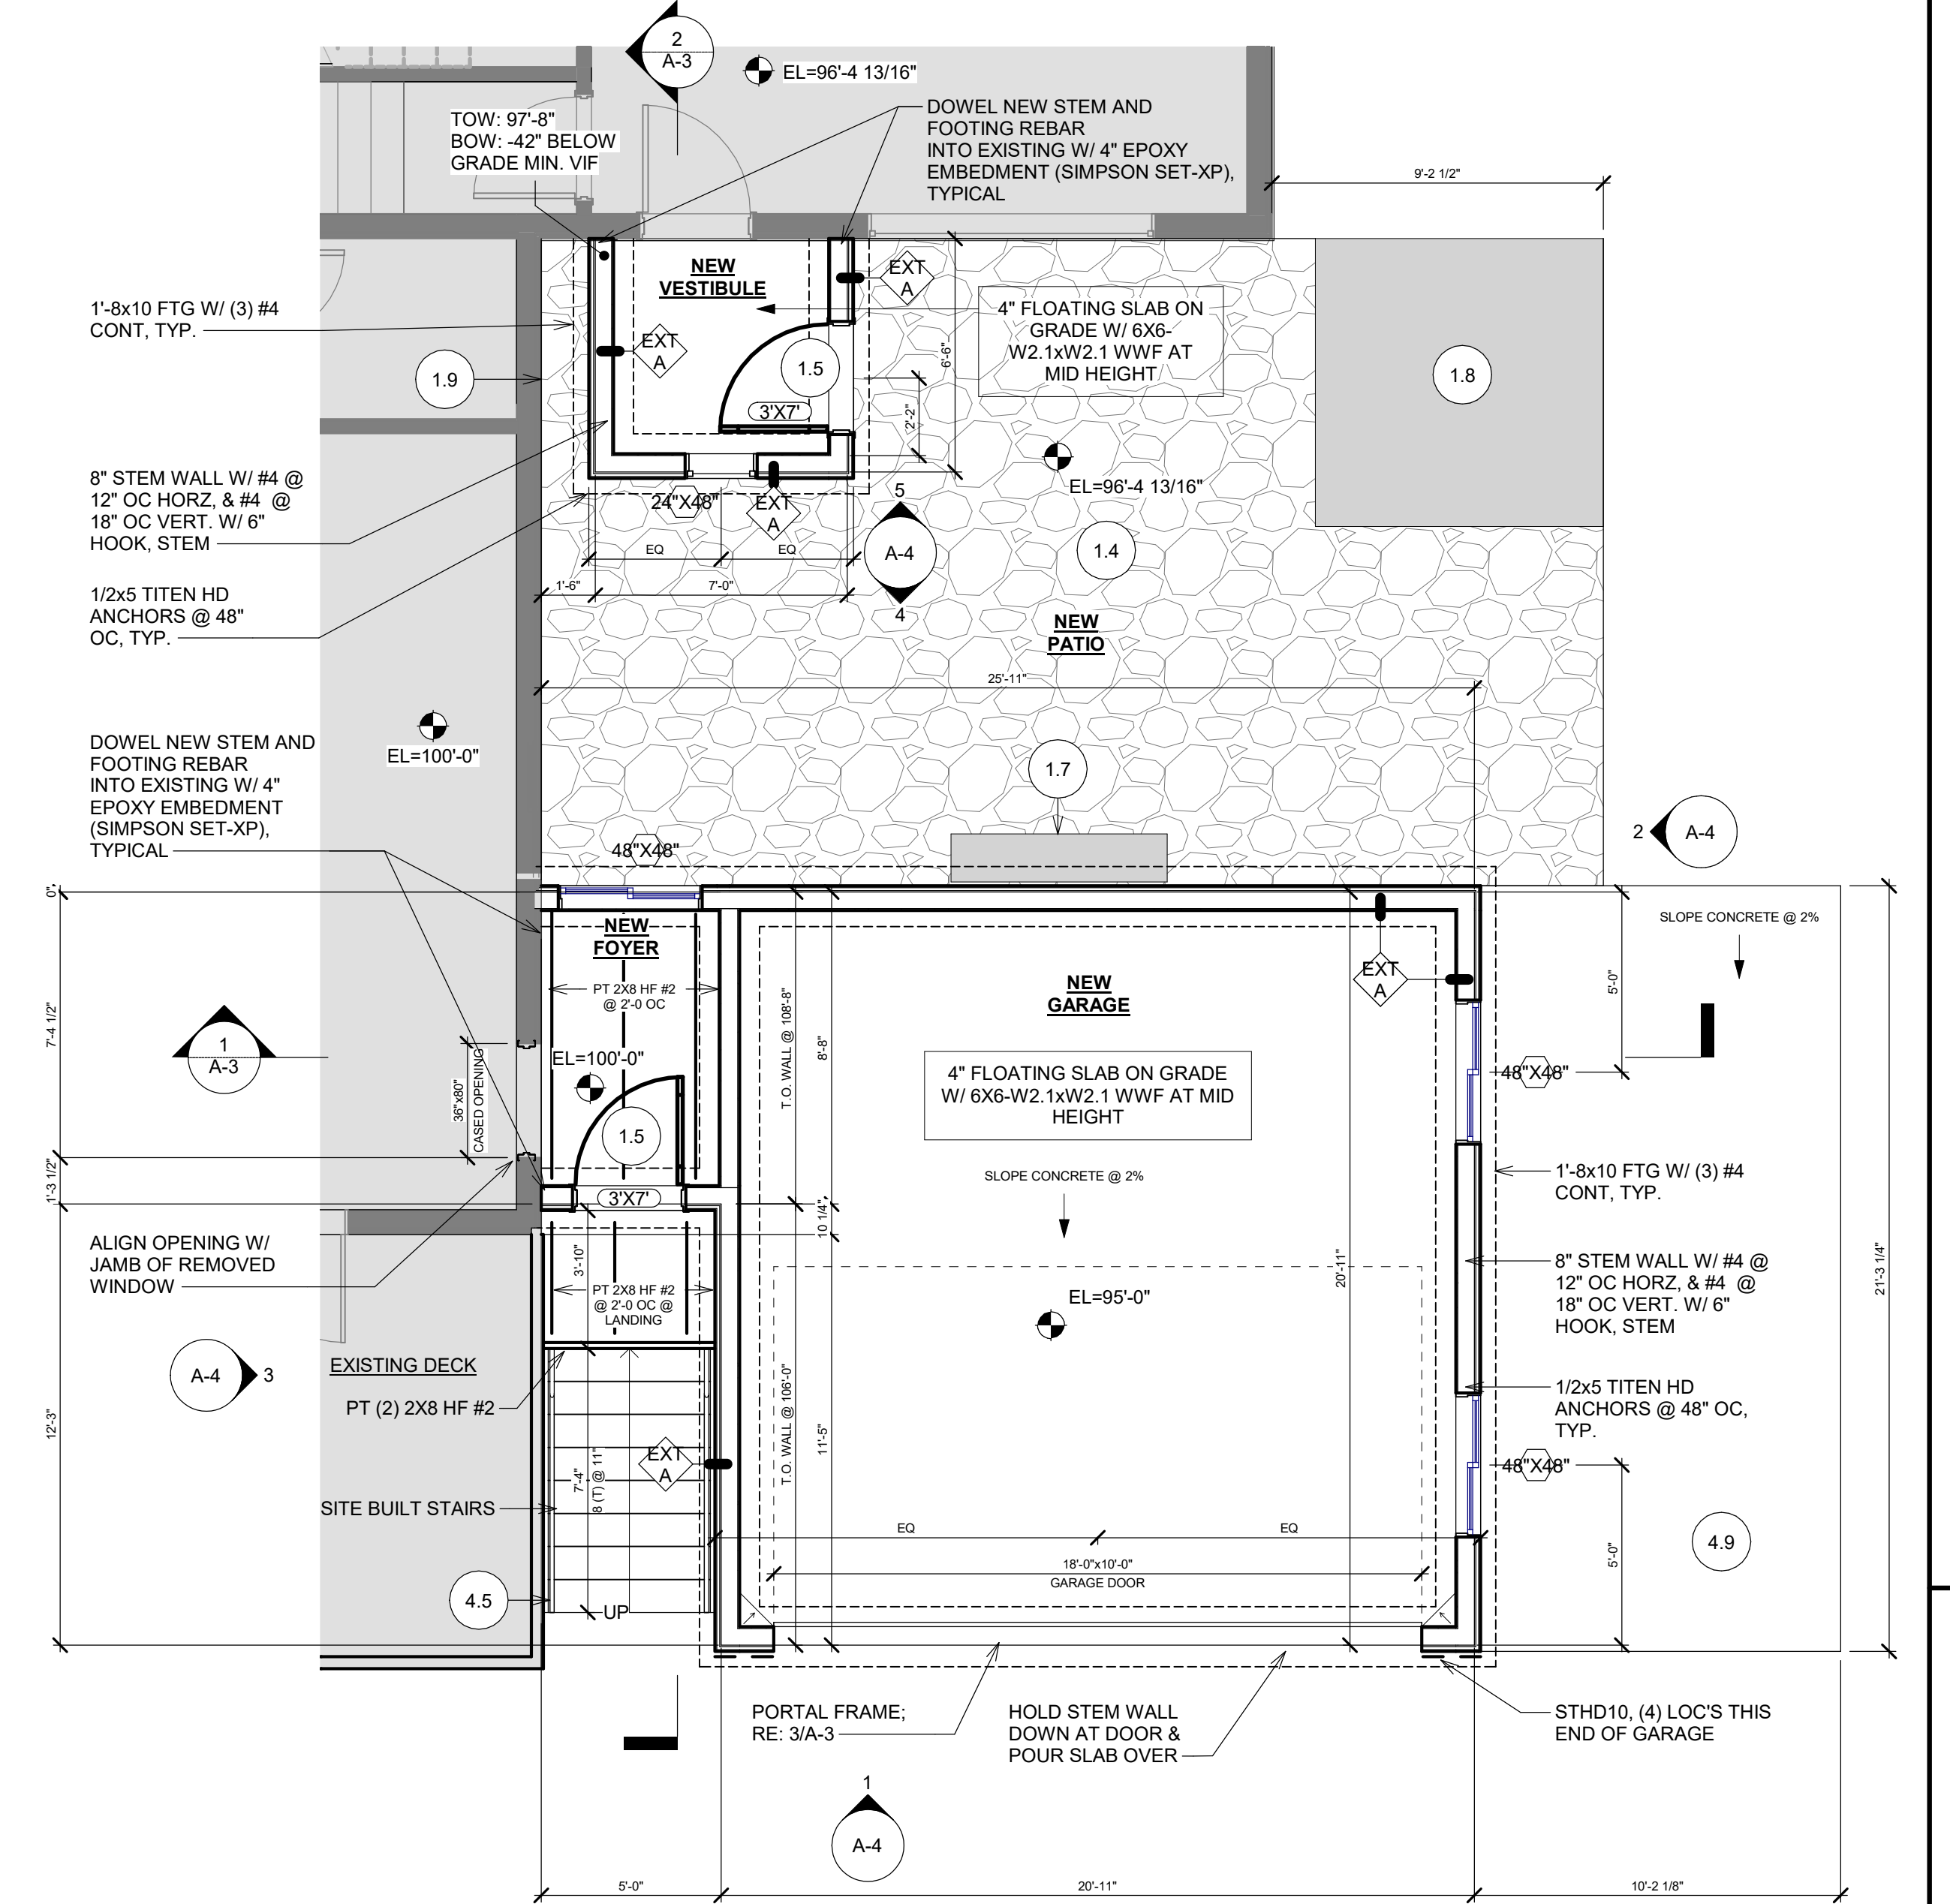 2
A-3
EL=96'-4 13/16"
TOW: 97'-8"
BOW: -42" BELOW
GRADE MIN. VIF
DOWEL NEW STEM AND
FOOTING REBAR
INTO EXISTING W/ 4" EPOXY
EMBEDMENT (SIMPSON SET-XP),
TYPICAL
9'-2 1/2"
NEW
VESTIBULE
EXT
A
1'-8x10 FTG W/ (3) #4
CONT, TYP.
4" FLOATING SLAB ON
GRADE W/ 6X6-
W2.1xW2.1 WWF AT
MID HEIGHT
EXT
A
6'-6"
1.9
1.5
1.8
3'X7'
2'-2"
8" STEM WALL W/ #4 @
12" OC HORZ, & #4 @
18" OC VERT. W/ 6"
HOOK, STEM
EL=96'-4 13/16"
24"X48"
EXT
A
5
A-4
4
1.4
EQ
EQ
1'-6"
7'-0"
1/2x5 TITEN HD
ANCHORS @ 48"
OC, TYP.
NEW
PATIO
25'-11"
EL=100'-0"
DOWEL NEW STEM AND
FOOTING REBAR
INTO EXISTING W/ 4"
EPOXY EMBEDMENT
(SIMPSON SET-XP),
TYPICAL
1.7
2
A-4
48"X48"
0"
NEW
FOYER
SLOPE CONCRETE @ 2%
PT 2X8 HF #2
@ 2'-0 OC
T.O. WALL @ 108'-8"
8'-8"
NEW
GARAGE
EXT
A
5'-0"
7'-4 1/2"
1
A-3
36"x80"
CASED OPENING
EL=100'-0"
4" FLOATING SLAB ON GRADE
W/ 6X6-W2.1xW2.1 WWF AT MID
HEIGHT
48"X48"
1.5
1'-3 1/2"
SLOPE CONCRETE @ 2%
1'-8x10 FTG W/ (3) #4
CONT, TYP.
3'X7'
10 1/4"
ALIGN OPENING W/
JAMB OF REMOVED
WINDOW
3'-10"
PT 2X8 HF #2
@ 2'-0 OC @
LANDING
20'-11"
EL=95'-0"
8" STEM WALL W/ #4 @
12" OC HORZ, & #4 @
18" OC VERT. W/ 6"
HOOK, STEM
21'-3 1/4"
A-4
3
EXISTING DECK
PT (2) 2X8 HF #2
1/2x5 TITEN HD
ANCHORS @ 48" OC,
TYP.
12'-3"
T.O. WALL @ 106'-0"
11'-5"
EXT
A
7'-4"
8 (T) @ 11"
48"X48"
SITE BUILT STAIRS
EQ
EQ
4.9
5'-0"
18'-0"x10'-0"
GARAGE DOOR
4.5
UP
PORTAL FRAME;
RE: 3/A-3
HOLD STEM WALL
DOWN AT DOOR &
POUR SLAB OVER
STHD10, (4) LOC'S THIS
END OF GARAGE
1
A-4
5'-0"
20'-11"
10'-2 1/8"